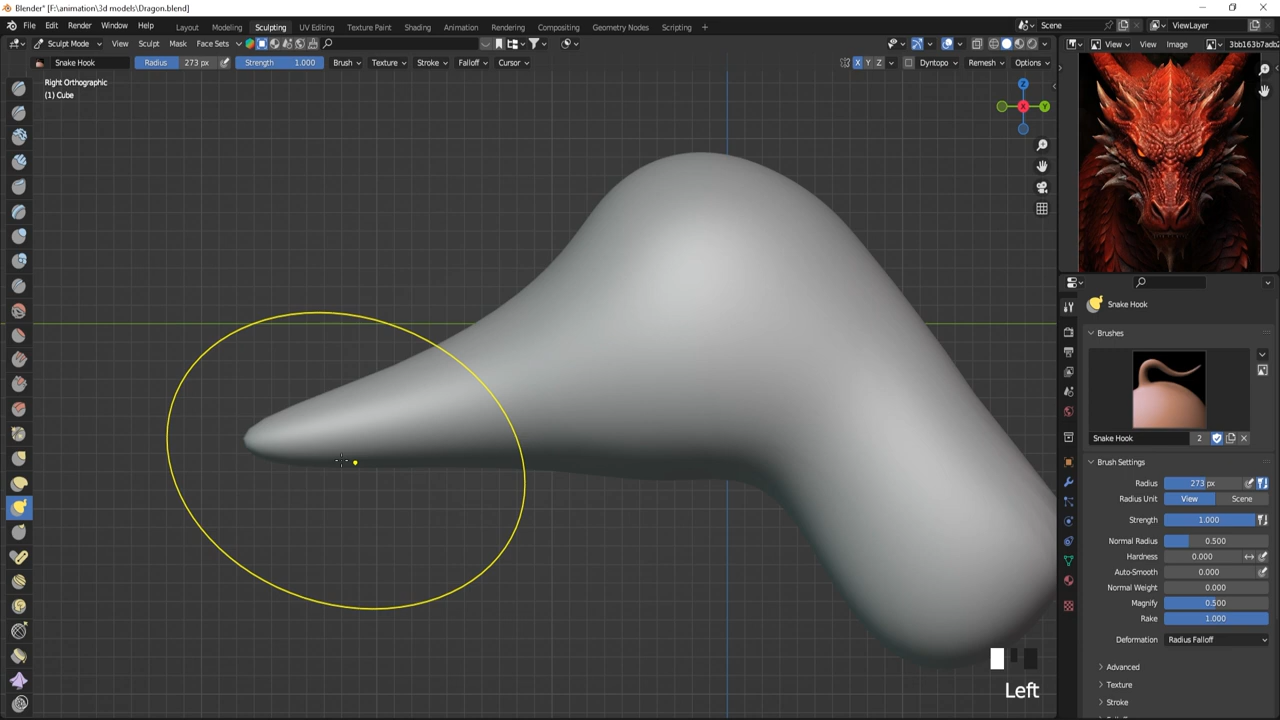 Blender* [F:\animation\3d models\Dragon.blend]
File Edit Render Window Help Layout Modeling Sculpting UV Editing Texture Paint Shading Animation Rendering Compositing Geometry Nodes Scripting + Scene ViewLayer
Sculpt Mode View Sculpt Mask Face Sets View View Image 3bb163b7adb2
Snake Hook Radius 273 px Strength 1.000 Brush Texture Stroke Falloff Cursor X Y Z Dyntopo Remesh Options
Right Orthographic
(1) Cube
Z
X
Y
Snake Hook
Brushes
Snake Hook 2
Brush Settings
Radius 273 px
Radius Unit View Scene
Strength 1.000
Normal Radius 0.500
Hardness 0.000
Auto-Smooth 0.000
Normal Weight 0.000
Magnify 0.500
Rake 1.000
Deformation Radius Falloff
Advanced
Texture
Stroke
Left